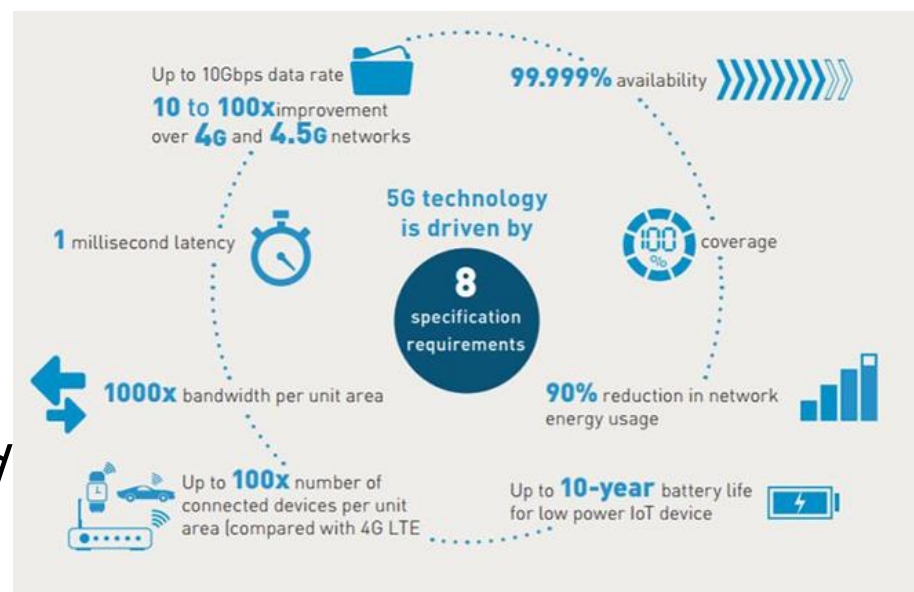 Up to 10Gbps data rate
10 to 100ximprovement
over 4G and 4.5G networks
99.999% availability
5G technology
is driven by
8
specification
requirements
1 millisecond latency
100
%
coverage
1000x bandwidth per unit area
90% reduction in network
energy usage
Up to 100x number of
connected devices per unit
area (compared with 4G LTE
Up to 10-year battery life
for low power IoT device